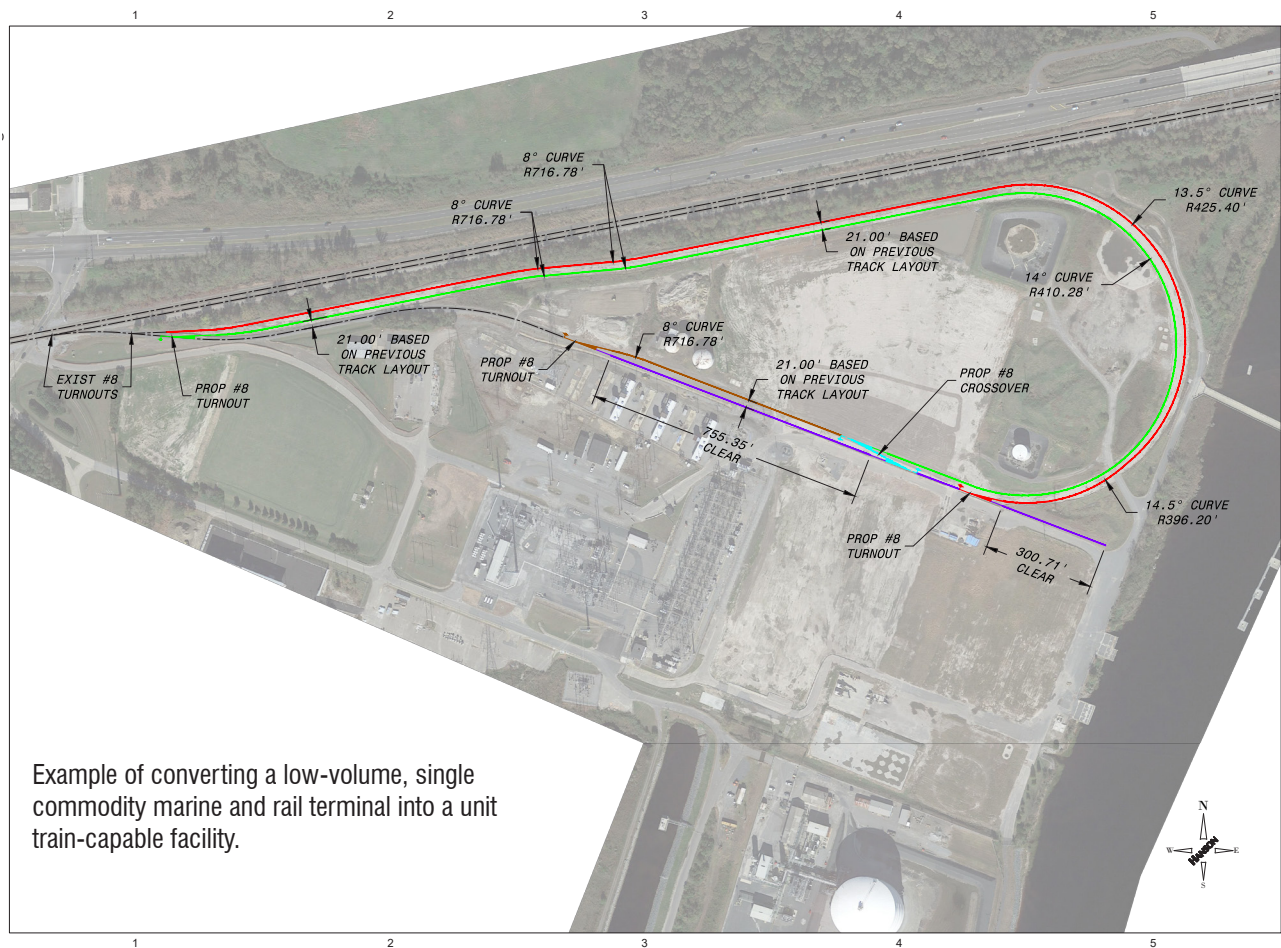 1 2 3 4 5
8° CURVE
R716.78'
8° CURVE
R716.78'
13.5° CURVE
R425.40'
21.00' BASED
ON PREVIOUS
TRACK LAYOUT
14° CURVE
R410.28'
21.00' BASED
ON PREVIOUS
TRACK LAYOUT
8° CURVE
R716.78'
PROP #8
TURNOUT
21.00' BASED
ON PREVIOUS
TRACK LAYOUT
PROP #8
CROSSOVER
EXIST #8
TURNOUTS
PROP #8
TURNOUT
755.35'
CLEAR
14.5° CURVE
R396.20'
PROP #8
TURNOUT
300.71'
CLEAR
Example of converting a low-volume, single
commodity marine and rail terminal into a unit
train-capable facility.
N
W HANSON E
S
1 2 3 4 5